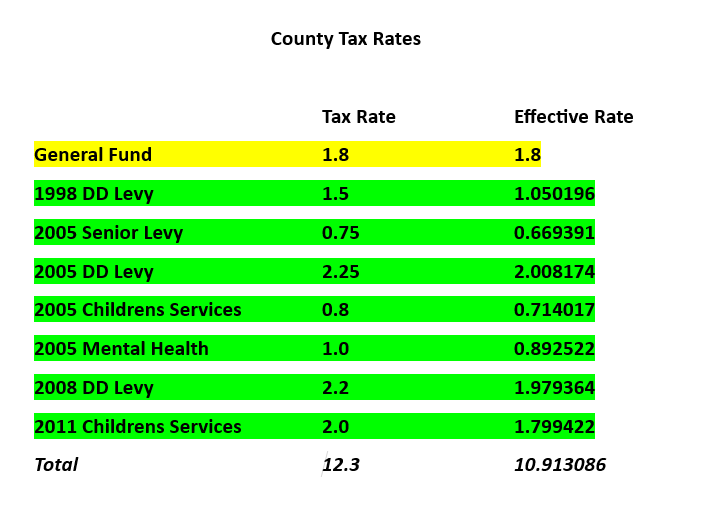 County Tax Rates
Tax Rate Effective Rate
General Fund 1.8 1.8
1998 DD Levy 1.5 1.050196
2005 Senior Levy 0.75 0.669391
2005 DD Levy 2.25 2.008174
2005 Childrens Services 0.8 0.714017
2005 Mental Health 1.0 0.892522
2008 DD Levy 2.2 1.979364
2011 Childrens Services 2.0 1.799422
Total 12.3 10.913086